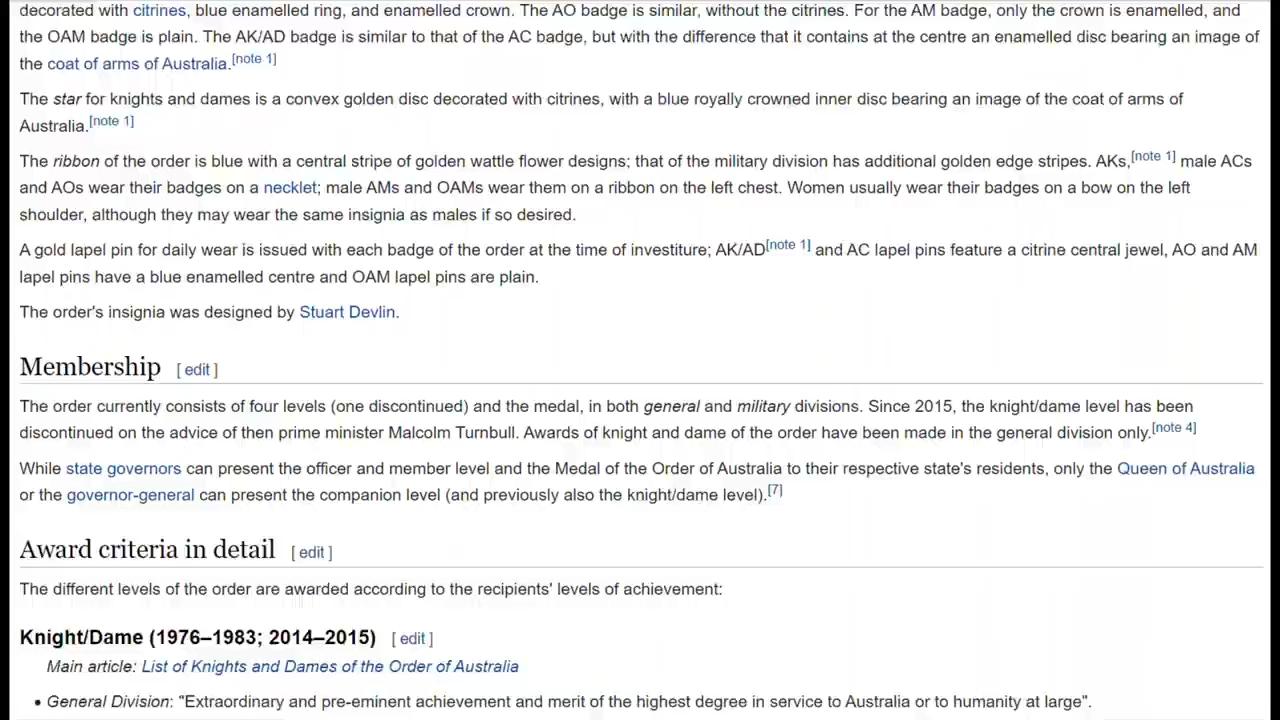 decorated with citrines, blue enamelled ring, and enamelled crown. The AO badge is similar, without the citrines. For the AM badge, only the crown is enamelled, and
the OAM badge is plain. The AK/AD badge is similar to that of the AC badge, but with the difference that it contains at the centre an enamelled disc bearing an image of
the coat of arms of Australia.[note 1]
The star for knights and dames is a convex golden disc decorated with citrines, with a blue royally crowned inner disc bearing an image of the coat of arms of
Australia.[note 1]
The ribbon of the order is blue with a central stripe of golden wattle flower designs; that of the military division has additional golden edge stripes. AKs,[note 1] male ACs
and AOs wear their badges on a necklet; male AMs and OAMs wear them on a ribbon on the left chest. Women usually wear their badges on a bow on the left
shoulder, although they may wear the same insignia as males if so desired.
A gold lapel pin for daily wear is issued with each badge of the order at the time of investiture; AK/AD[note 1] and AC lapel pins feature a citrine central jewel, AO and AM
lapel pins have a blue enamelled centre and OAM lapel pins are plain.
The order's insignia was designed by Stuart Devlin.
Membership [ edit ]
The order currently consists of four levels (one discontinued) and the medal, in both general and military divisions. Since 2015, the knight/dame level has been
discontinued on the advice of then prime minister Malcolm Turnbull. Awards of knight and dame of the order have been made in the general division only.[note 4]
While state governors can present the officer and member level and the Medal of the Order of Australia to their respective state's residents, only the Queen of Australia
or the governor-general can present the companion level (and previously also the knight/dame level).[7]
Award criteria in detail [ edit ]
The different levels of the order are awarded according to the recipients' levels of achievement:
Knight/Dame (1976–1983; 2014–2015) [ edit ]
Main article: List of Knights and Dames of the Order of Australia
• General Division: "Extraordinary and pre-eminent achievement and merit of the highest degree in service to Australia or to humanity at large".